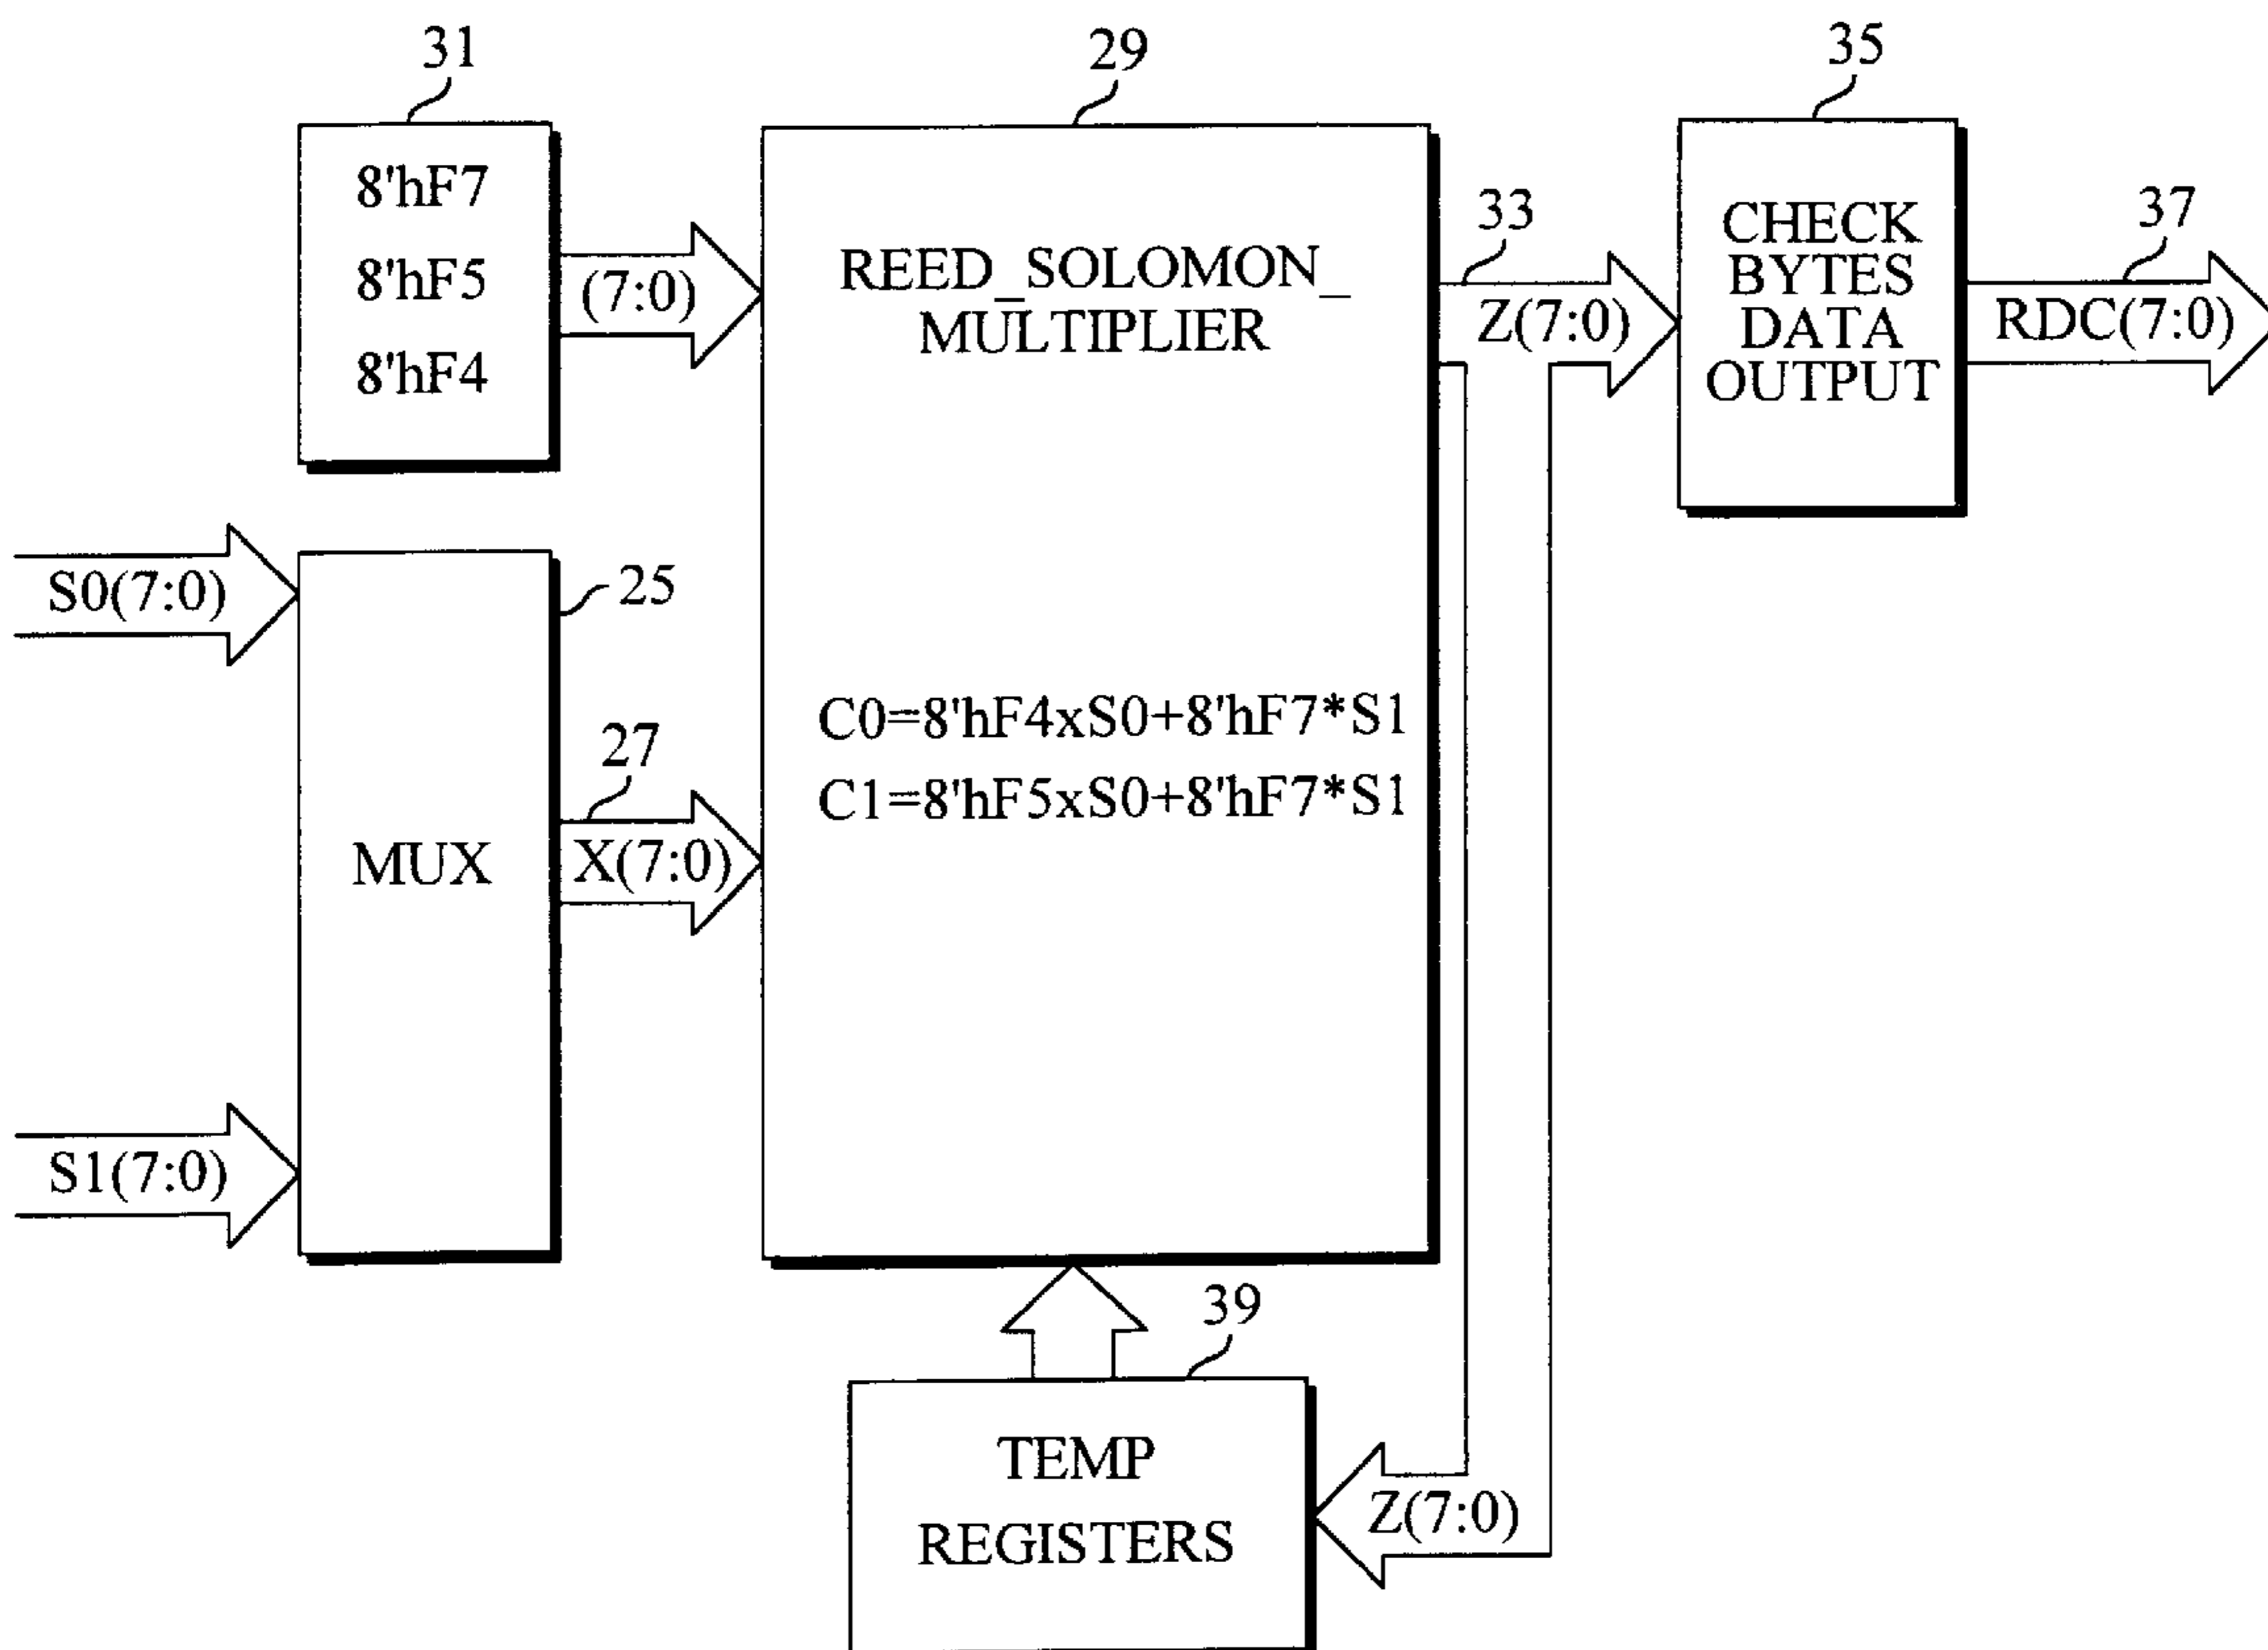 31
29
35
8'hF7
8'hF5
8'hF4
(7:0)
REED_SOLOMON_
MULTIPLIER
33
Z(7:0)
CHECK
BYTES
DATA
OUTPUT
37
RDC(7:0)
S0(7:0)
25
MUX
27
X(7:0)
C0=8'hF4xS0+8'hF7*S1
C1=8'hF5xS0+8'hF7*S1
S1(7:0)
39
TEMP
REGISTERS
Z(7:0)